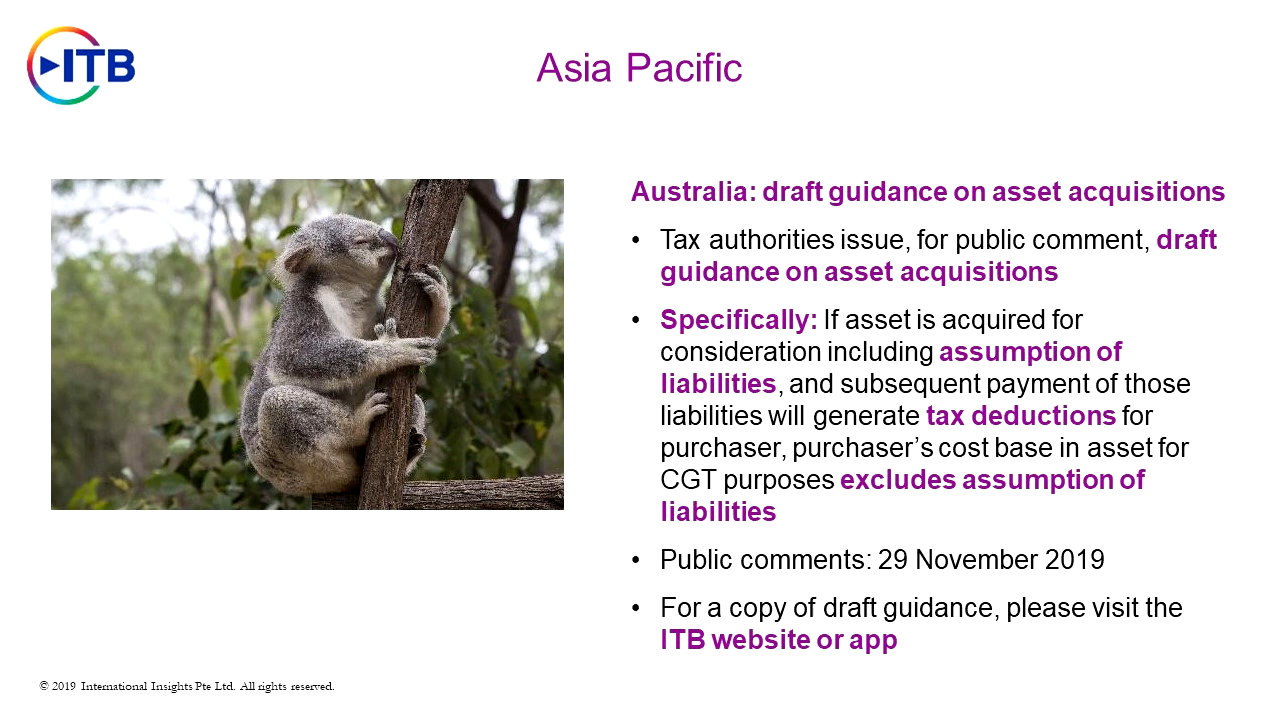 ITB
Asia Pacific
Australia: draft guidance on asset acquisitions
• Tax authorities issue, for public comment, draft
guidance on asset acquisitions
• Specifically: If asset is acquired for
consideration including assumption of
liabilities, and subsequent payment of those
liabilities will generate tax deductions for
purchaser, purchaser’s cost base in asset for
CGT purposes excludes assumption of
liabilities
• Public comments: 29 November 2019
• For a copy of draft guidance, please visit the
ITB website or app
© 2019 International Insights Pte Ltd. All rights reserved.